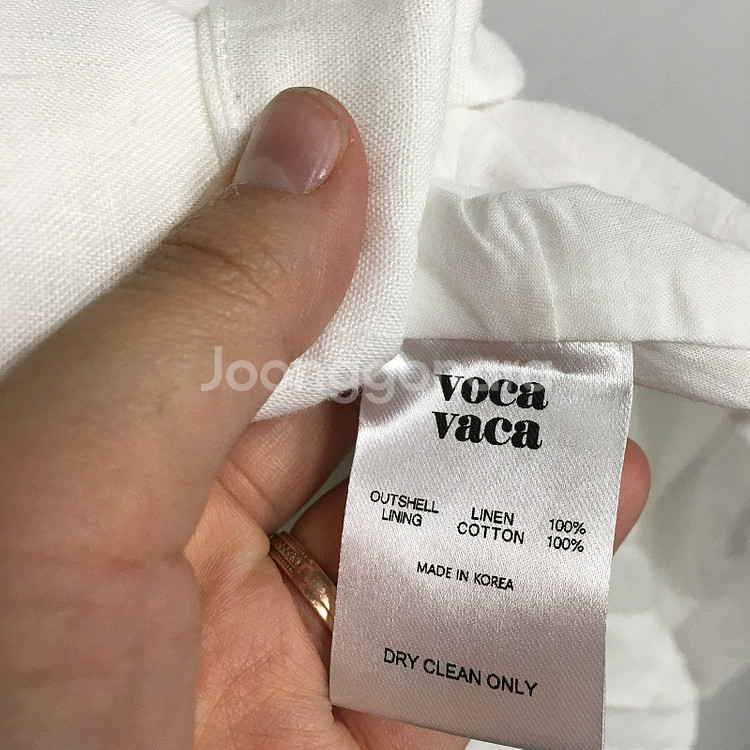 voca
vaca
OUTSHELL LINEN 100%
LINING COTTON 100%
MADE IN KOREA
DRY CLEAN ONLY